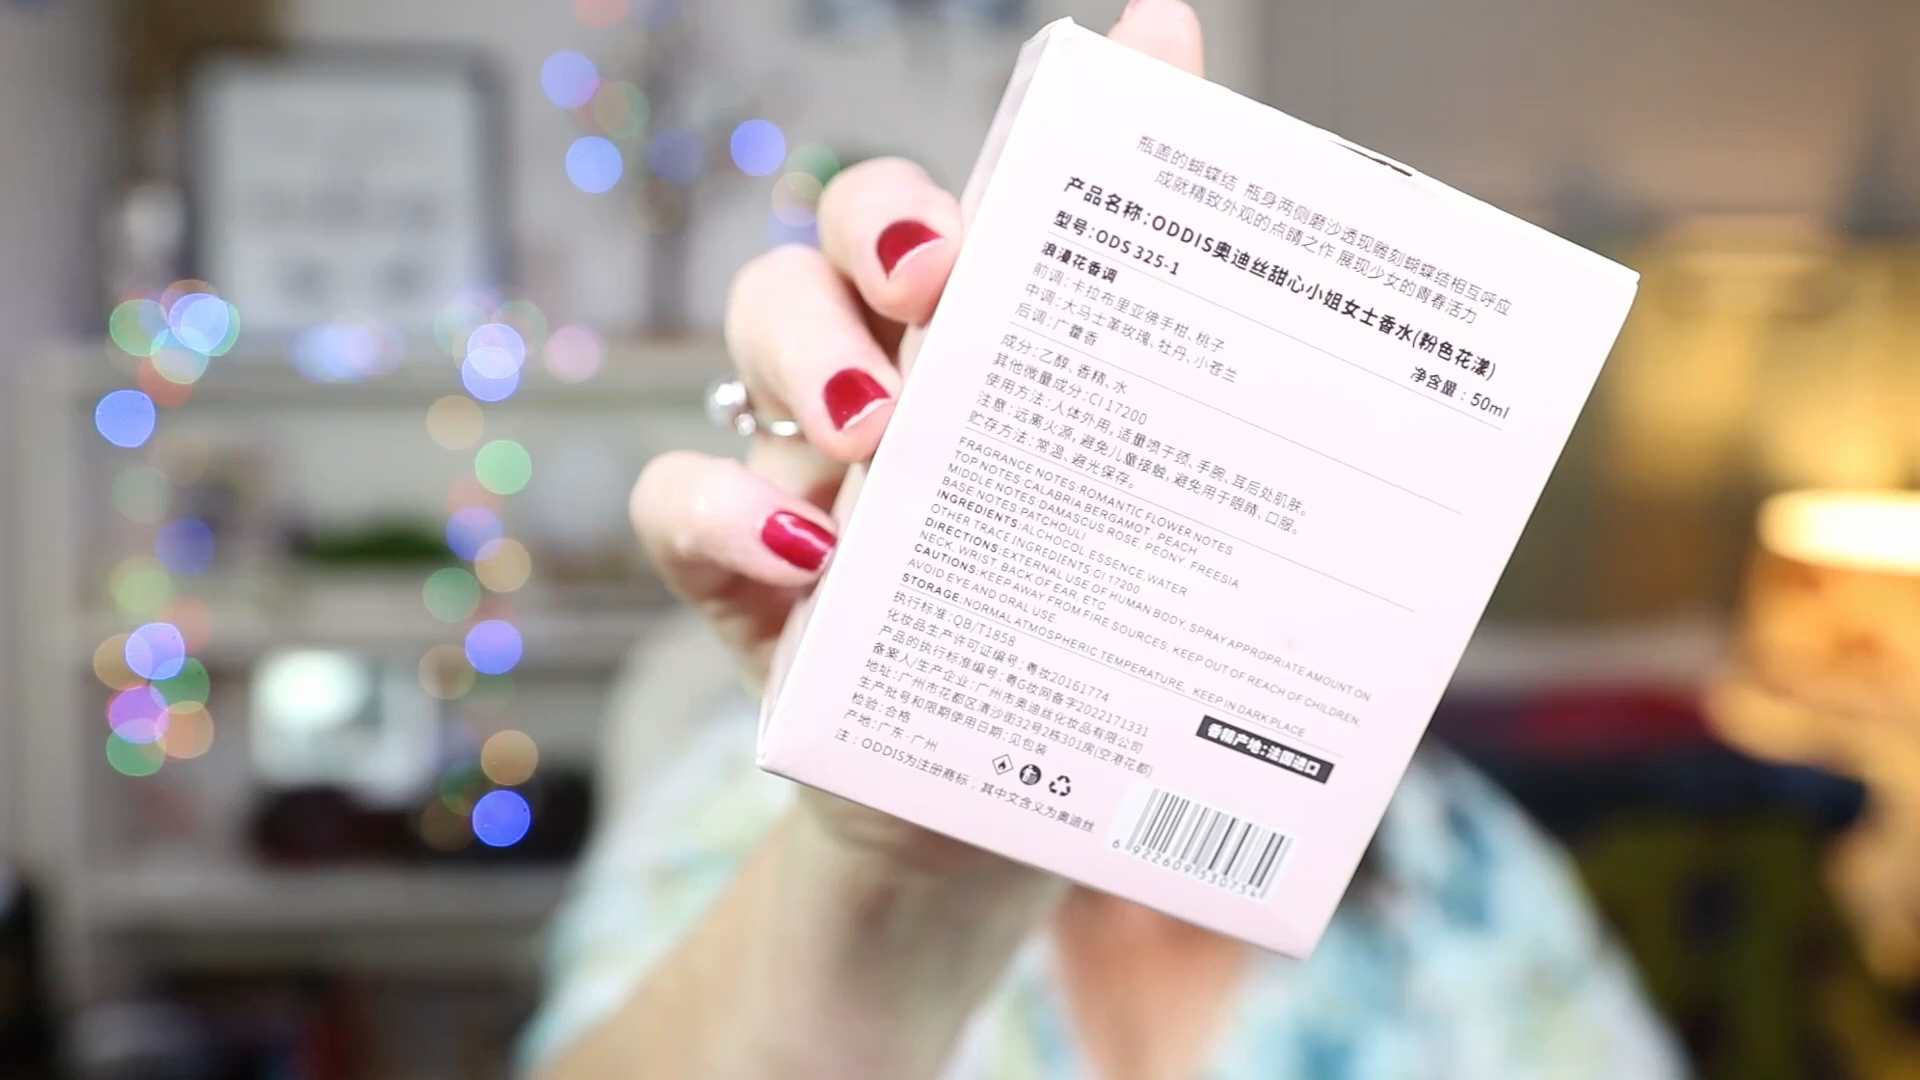 瓶盖的蝴蝶结 瓶身两侧磨沙透现雕刻蝴蝶结相互呼应
成就精致外观的点睛之作 展现少女的青春活力
产品名称:ODDIS奥迪丝甜心小姐女士香水(粉色花漾)
型号:ODS 325-1
净含量:50ml
浪漫花香调
前调:卡拉布里亚佛手柑、桃子
中调:大马士革玫瑰、牡丹、小苍兰
后调:广藿香
成分:乙醇、香精、水
其他微量成分:CI 17200
使用方法:人体外用,适量喷于颈、手腕、耳后处肌肤。
注意:远离火源,避免儿童接触,避免用于眼睛、口服。
贮存方法:常温、避光保存。
FRAGRANCE NOTES:ROMANTIC FLOWER NOTES
TOP NOTES:CALABRIA BERGAMOT, PEACH
MIDDLE NOTES:DAMASCUS ROSE, PEONY, FREESIA
BASE NOTES:PATCHOULI
INGREDIENTS:ALCHOCOL,ESSENCE,WATER
OTHER TRACE INGREDIENTS:CI 17200
DIRECTIONS:EXTERNAL USE OF HUMAN BODY, SPRAY APPROPRIATE AMOUNT ON
NECK, WRIST, BACK OF EAR, ETC.
CAUTIONS:KEEP AWAY FROM FIRE SOURCES, KEEP OUT OF REACH OF CHILDREN,
AVOID EYE AND ORAL USE.
STORAGE:NORMAL ATMOSPHERIC TEMPERATURE, KEEP IN DARK PLACE
执行标准:QB/T1858
化妆品生产许可证编号:粤妆20161774
产品的执行标准编号:粤G妆网备字2022171331
备案人/生产企业:广州市奥迪丝化妆品有限公司
地址:广州市花都区清沙街32号2栋301房(空港花都)
生产批号和限期使用日期:见包装
检验:合格
产地:广东·广州
注:ODDIS为注册商标,其中文含义为奥迪丝
香精产地:法国进口
6 922609 530754